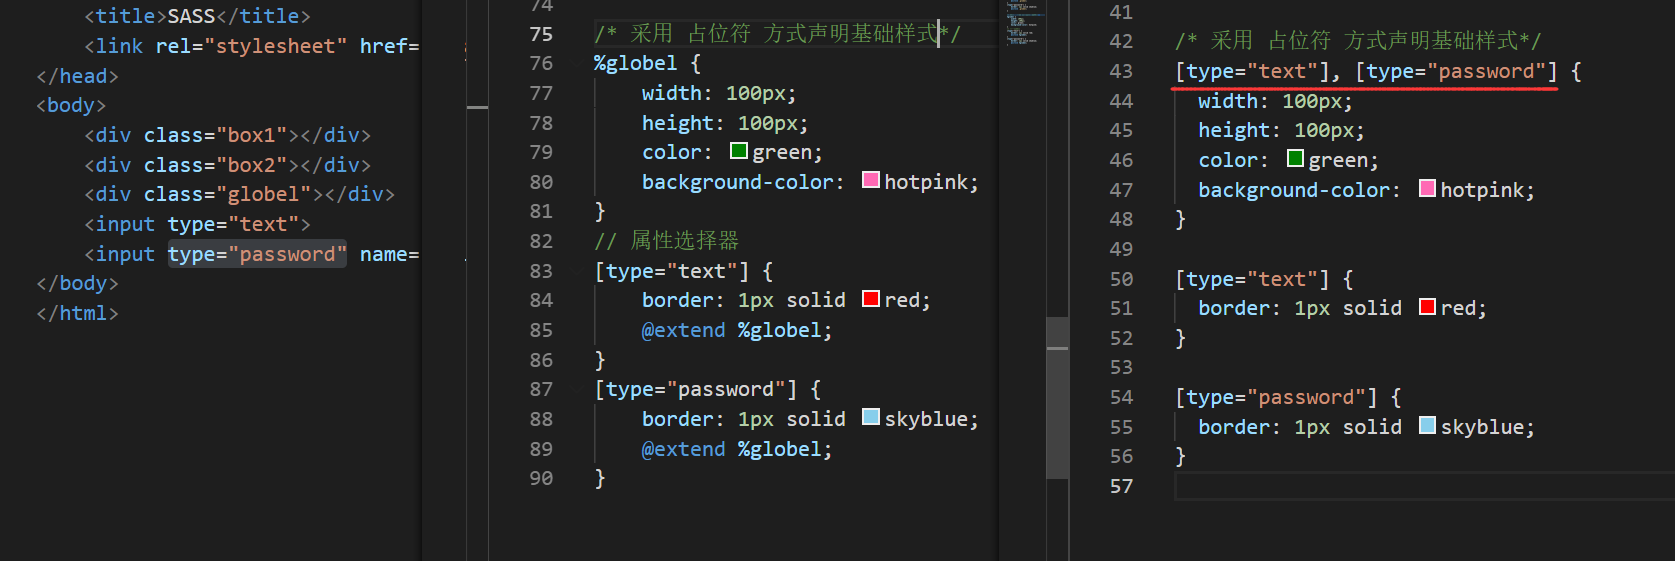 <title>SASS</title>
<link rel="stylesheet" href=
</head>
<body>
<div class="box1"></div>
<div class="box2"></div>
<div class="globel"></div>
<input type="text">
<input type="password" name=
</body>
</html>
74
75 /* 采用 占位符 方式声明基础样式*/
76 %globel {
77 width: 100px;
78 height: 100px;
79 color: green;
80 background-color: hotpink;
81 }
82 // 属性选择器
83 [type="text"] {
84 border: 1px solid red;
85 @extend %globel;
86 }
87 [type="password"] {
88 border: 1px solid skyblue;
89 @extend %globel;
90 }
41
42 /* 采用 占位符 方式声明基础样式*/
43 [type="text"], [type="password"] {
44 width: 100px;
45 height: 100px;
46 color: green;
47 background-color: hotpink;
48 }
49
50 [type="text"] {
51 border: 1px solid red;
52 }
53
54 [type="password"] {
55 border: 1px solid skyblue;
56 }
57